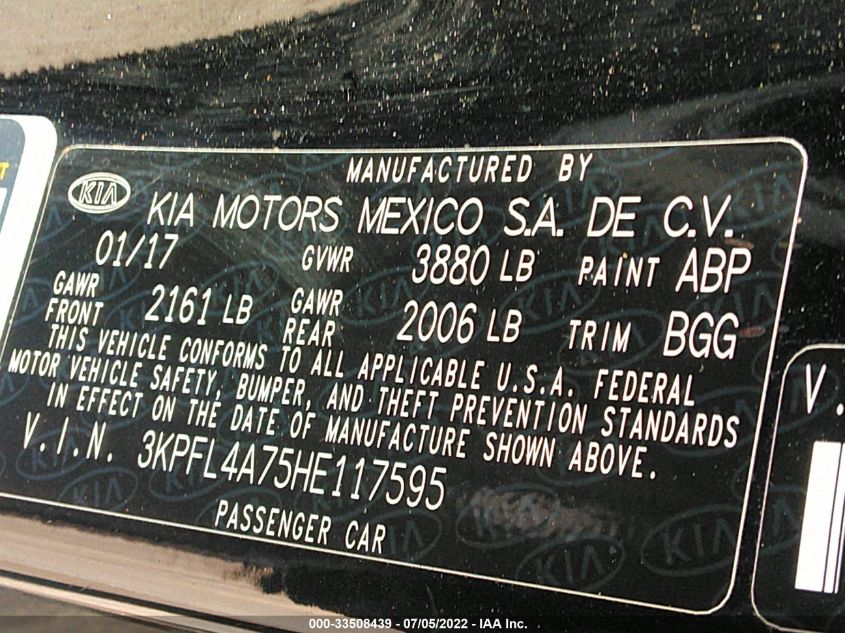 MANUFACTURED BY
KIA KIA MOTORS MEXICO S.A. DE C.V.
01/17 GVWR 3880 LB PAINT ABP
GAWR FRONT 2161 LB GAWR REAR 2006 LB TRIM BGG
THIS VEHICLE CONFORMS TO ALL APPLICABLE U.S.A. FEDERAL
MOTOR VEHICLE SAFETY, BUMPER, AND THEFT PREVENTION STANDARDS
IN EFFECT ON THE DATE OF MANUFACTURE SHOWN ABOVE.
V.I.N. 3KPFL4A75HE117595
PASSENGER CAR
V.
000-33508439 - 07/05/2022 - IAA Inc.